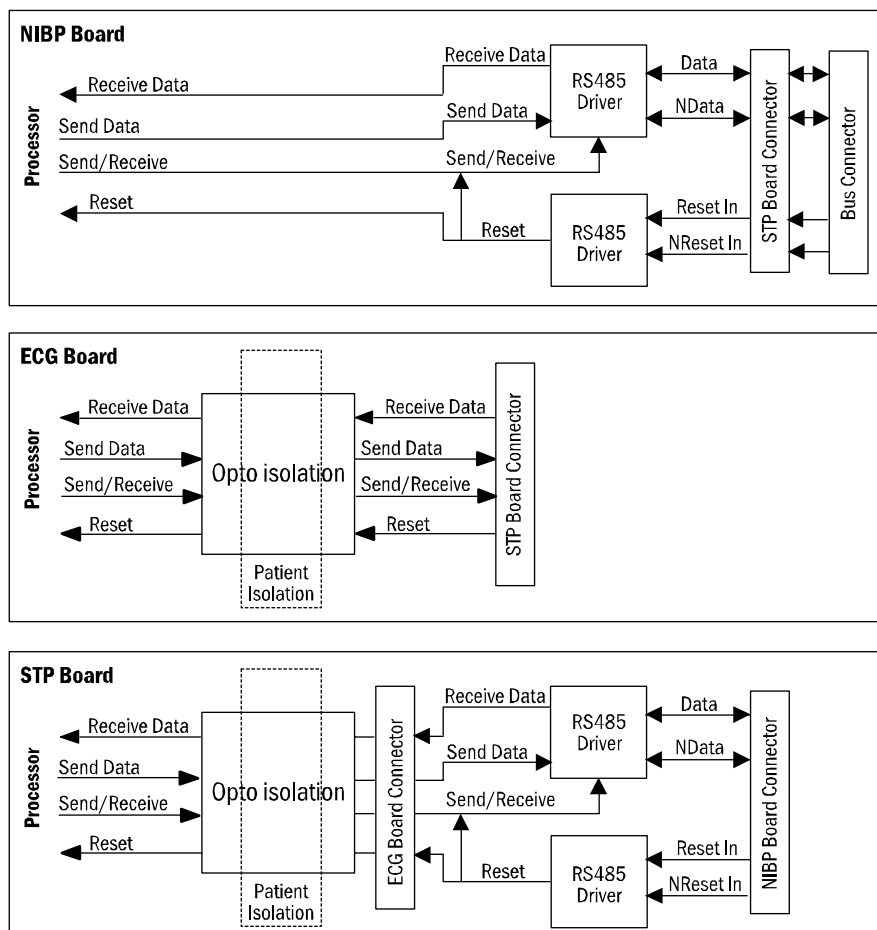 NIBP Board
Receive Data
Receive Data
Send Data
Send Data
Send/Receive
Send/Receive
Reset
Reset
Processor
RS485
Driver
RS485
Driver
Data
NData
Reset In
NReset In
STP Board Connector
Bus Connector
ECG Board
Receive Data
Send Data
Send/Receive
Reset
Processor
Opto isolation
Patient
Isolation
Receive Data
Send Data
Send/Receive
Reset
STP Board Connector
STP Board
Receive Data
Send Data
Send/Receive
Reset
Processor
Opto isolation
Patient
Isolation
ECG Board Connector
Receive Data
Send Data
Send/Receive
Reset
RS485
Driver
RS485
Driver
Data
NData
Reset In
NReset In
NIBP Board Connector